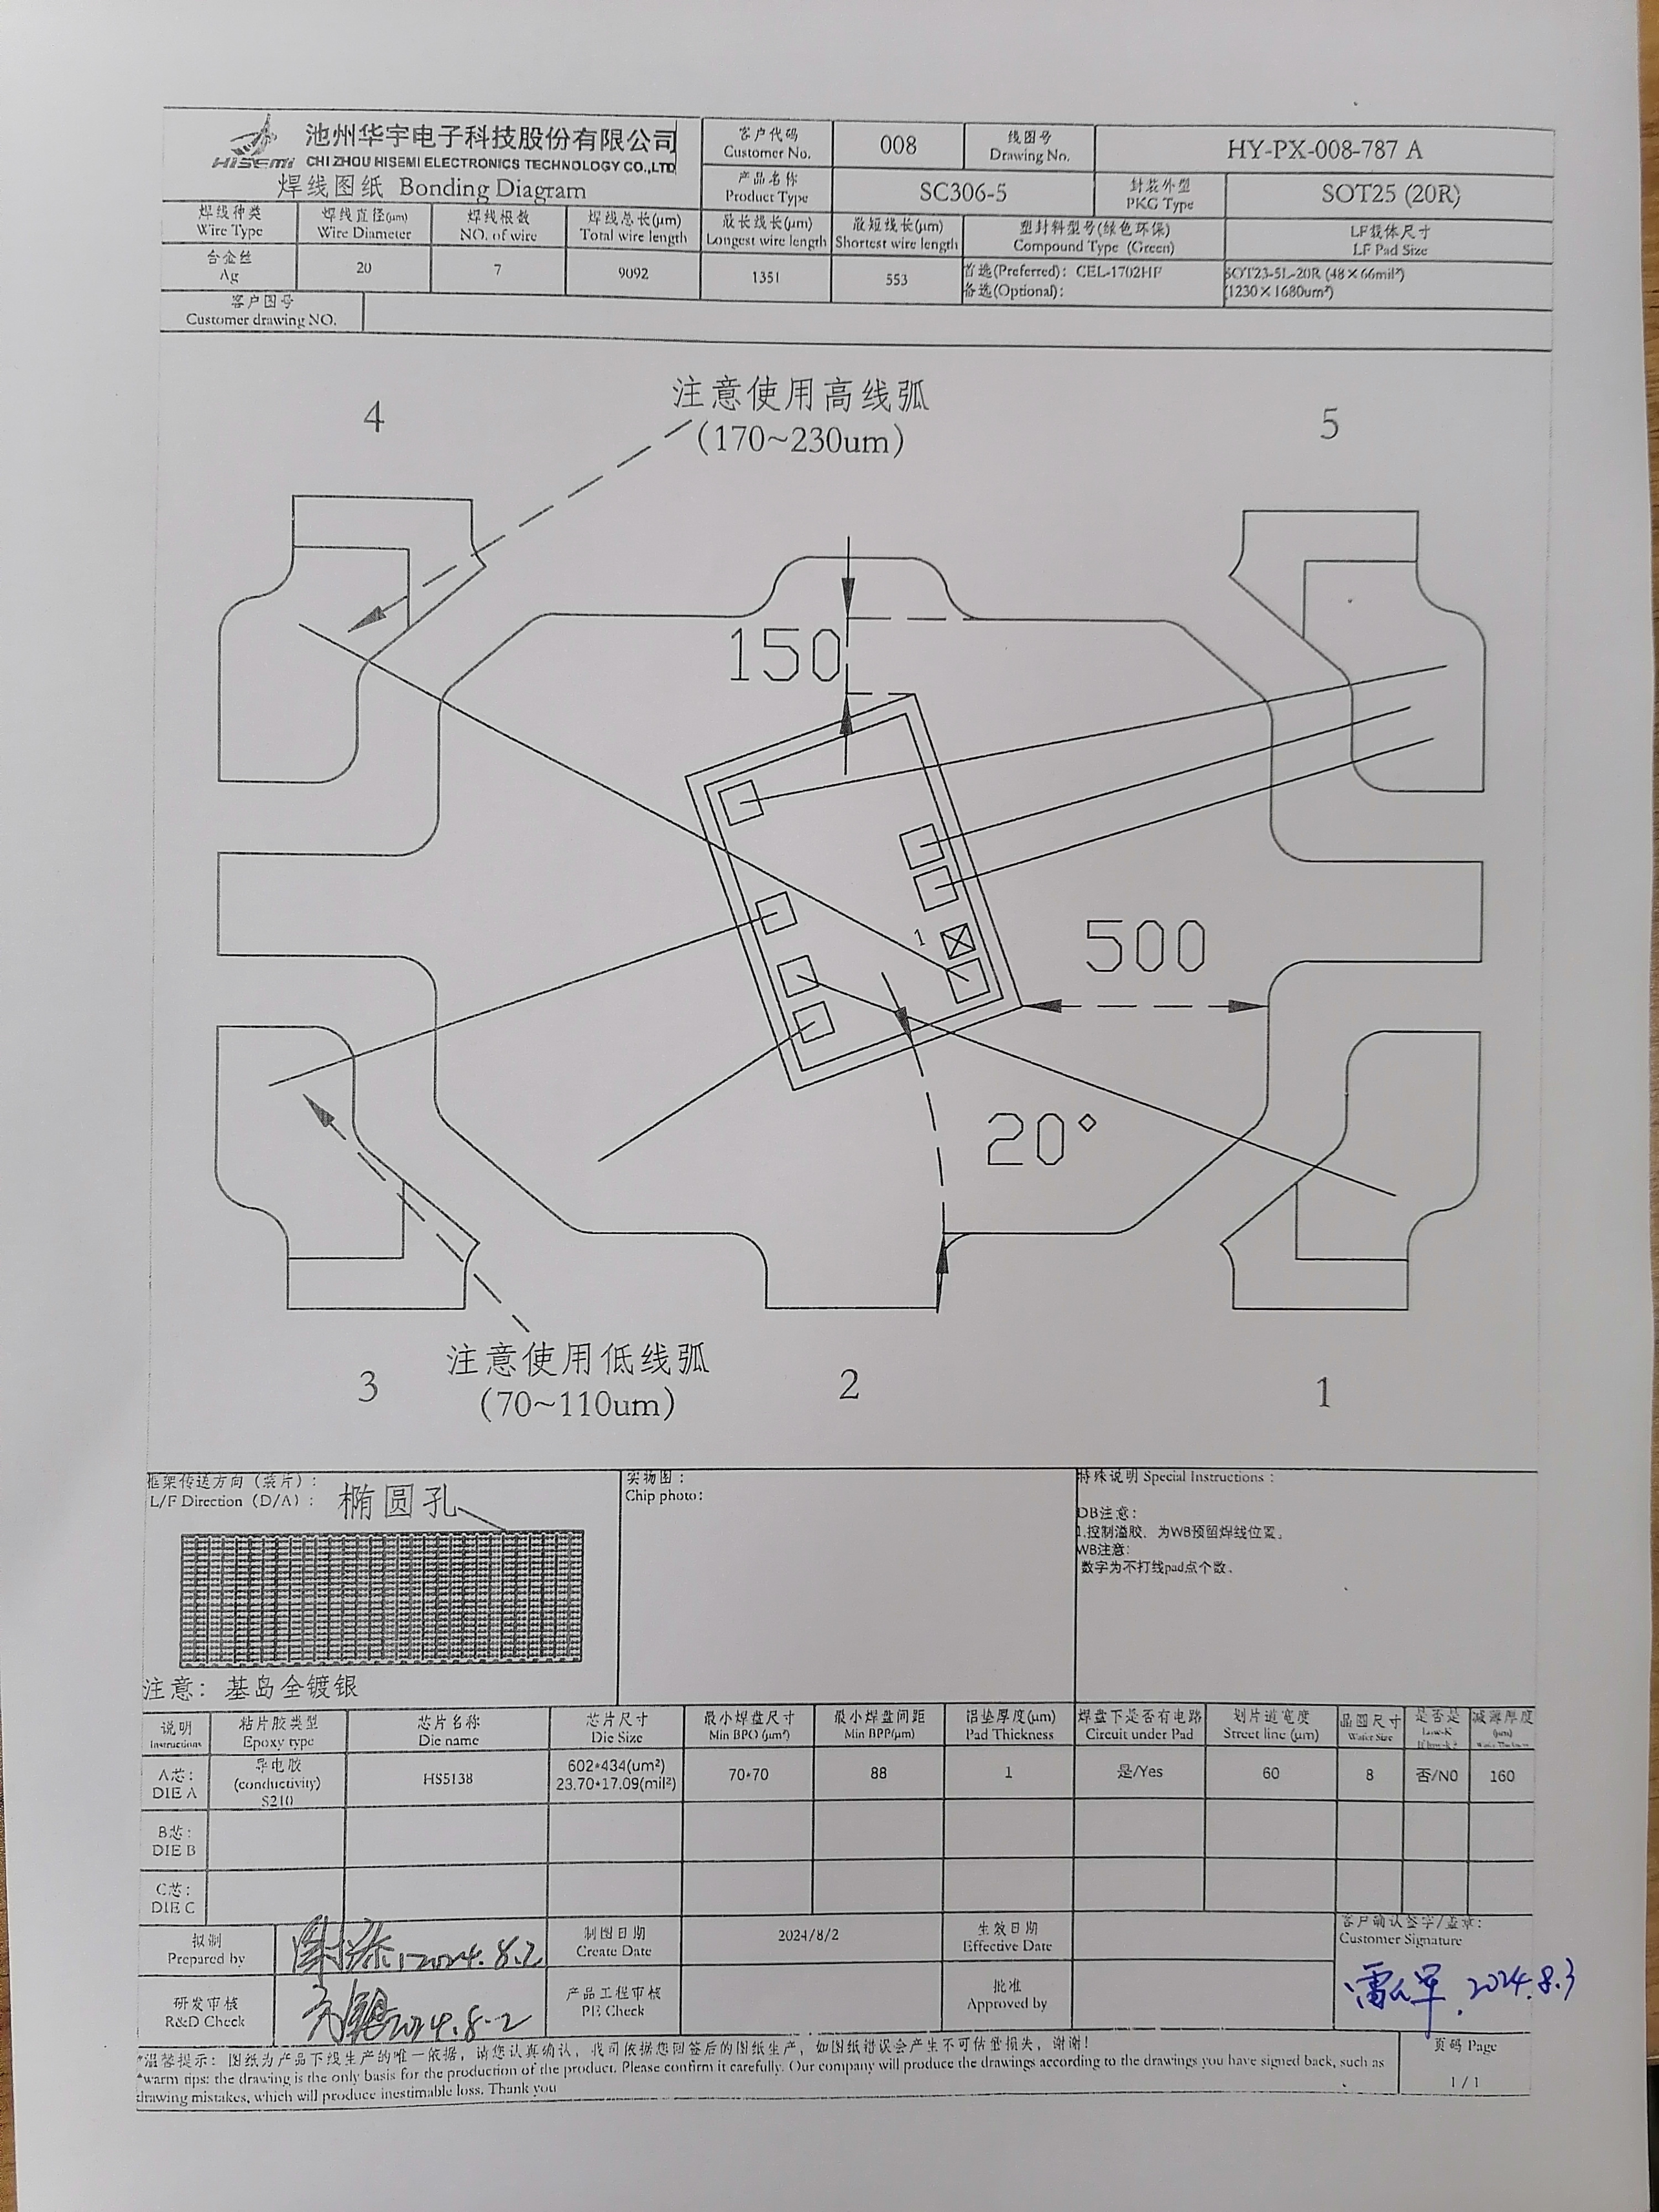 池州华宇电子科技股份有限公司
HISEMI CHIZHOU HISEMI ELECTRONICS TECHNOLOGY CO.,LTD
焊线图纸 Bonding Diagram
客户代码
Customer No.
008
线图号
Drawing No.
HY-PX-008-787 A
产品名称
Product Type
SC306-5
封装外型
PKG Type
SOT25 (20R)
焊线种类
Wire Type
焊线直径(μm)
Wire Diameter
焊线根数
NO. of wire
焊线总长(μm)
Total wire length
最长线长(μm)
Longest wire length
最短线长(μm)
Shortest wire length
塑封料型号(绿色环保)
Compound Type (Green)
LF载体尺寸
LF Pad Size
合金丝
Ag
20
7
9092
1351
553
首选(Preferred): CEL-1702HF
备选(Optional):
SOT23-5L-20R (48×66mil²)
(1230×1680um²)
客户图号
Customer drawing NO.
注意使用高线弧
(170~230um)
4
5
150
1
500
20°
注意使用低线弧
(70~110um)
3
2
1
框架传送方向（装片）:
L/F Direction (D/A) :
椭圆孔
注意: 基岛全镀银
实物图:
Chip photo:
特殊说明 Special Instructions :
DB注意:
1.控制溢胶，为WB预留焊线位置。
WB注意:
数字为不打线pad点个数。
说明
Instructions
粘片胶类型
Epoxy type
芯片名称
Die name
芯片尺寸
Die Size
最小焊盘尺寸
Min BPO (μm²)
最小焊盘间距
Min BPP(μm)
铝垫厚度(μm)
Pad Thickness
焊盘下是否有电路
Circuit under Pad
划片道宽度
Street line (μm)
晶圆尺寸
Wafer Size
是否是
Low-K
减薄厚度
(μm)
A芯:
DIE A
导电胶
(conductivity)
S210
HS5138
602*434(um²)
23.70*17.09(mil²)
70*70
88
1
是/Yes
60
8
否/NO
160
B芯:
DIE B
C芯:
DIE C
拟制
Prepared by
2024.8.2
制图日期
Create Date
2024/8/2
生效日期
Effective Date
客户确认签字/盖章:
Customer Signature
2024.8.3
研发审核
R&D Check
2024.8-2
产品工程审核
PE Check
批准
Approved by
*温馨提示: 图纸为产品下线生产的唯一依据，请您认真确认，我司依据您回签后的图纸生产，如图纸错误会产生不可估量损失，谢谢!
*warm tips: the drawing is the only basis for the production of the product. Please confirm it carefully. Our company will produce the drawings according to the drawings you have signed back, such as
drawing mistakes, which will produce inestimable loss. Thank you
页码 Page
1 / 1